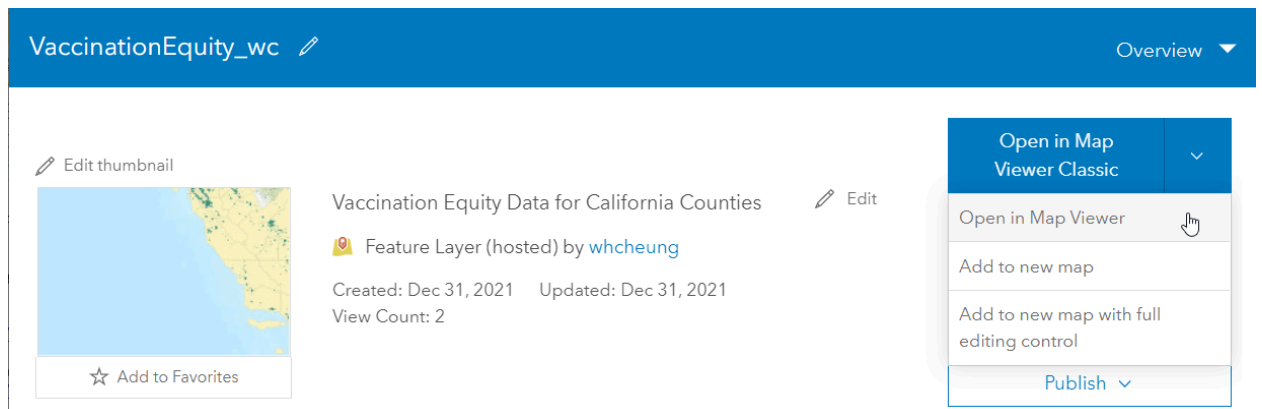 VaccinationEquity_wc
Overview
Edit thumbnail
Vaccination Equity Data for California Counties
Edit
Feature Layer (hosted) by whcheung
Created: Dec 31, 2021 Updated: Dec 31, 2021
View Count: 2
Add to Favorites
Open in Map
Viewer Classic
Open in Map Viewer
Add to new map
Add to new map with full
editing control
Publish